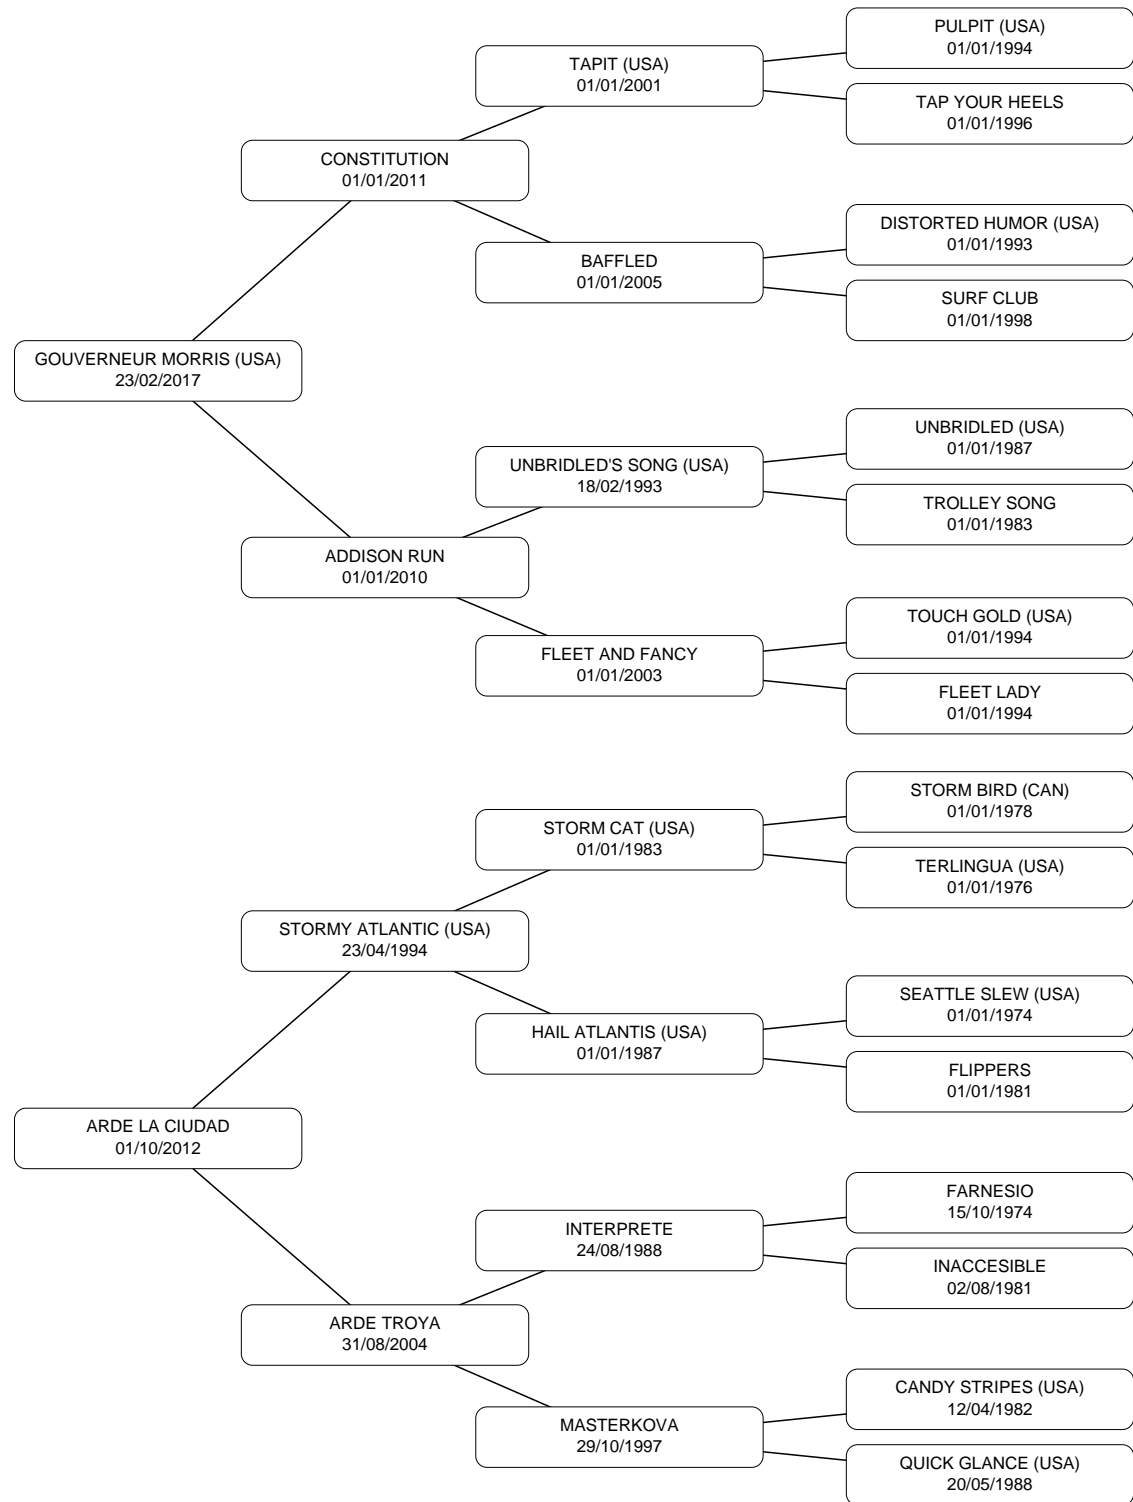 PULPIT (USA)
01/01/1994
TAPIT (USA)
01/01/2001
TAP YOUR HEELS
01/01/1996
CONSTITUTION
01/01/2011
DISTORTED HUMOR (USA)
01/01/1993
BAFFLED
01/01/2005
SURF CLUB
01/01/1998
GOUVERNEUR MORRIS (USA)
23/02/2017
UNBRIDLED (USA)
01/01/1987
UNBRIDLED'S SONG (USA)
18/02/1993
TROLLEY SONG
01/01/1983
ADDISON RUN
01/01/2010
TOUCH GOLD (USA)
01/01/1994
FLEET AND FANCY
01/01/2003
FLEET LADY
01/01/1994
STORM BIRD (CAN)
01/01/1978
STORM CAT (USA)
01/01/1983
TERLINGUA (USA)
01/01/1976
STORMY ATLANTIC (USA)
23/04/1994
SEATTLE SLEW (USA)
01/01/1974
HAIL ATLANTIS (USA)
01/01/1987
FLIPPERS
01/01/1981
ARDE LA CIUDAD
01/10/2012
FARNESIO
15/10/1974
INTERPRETE
24/08/1988
INACCESIBLE
02/08/1981
ARDE TROYA
31/08/2004
CANDY STRIPES (USA)
12/04/1982
MASTERKOVA
29/10/1997
QUICK GLANCE (USA)
20/05/1988